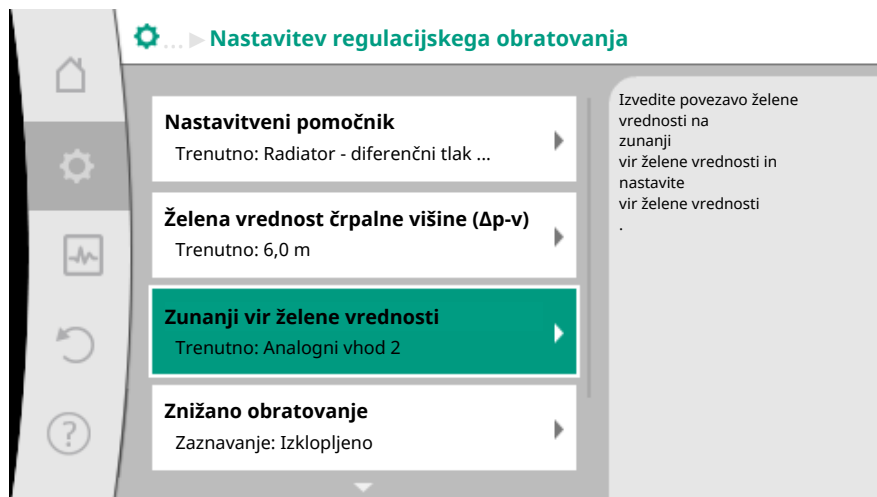 ... Nastavitev regulacijskega obratovanja
Nastavitveni pomočnik
Trenutno: Radiator - diferenčni tlak ...
Želena vrednost črpalne višine (Δp-v)
Trenutno: 6,0 m
Zunanji vir želene vrednosti
Trenutno: Analogni vhod 2
Znižano obratovanje
Zaznavanje: Izklopljeno
Izvedite povezavo želene
vrednosti na
zunanji
vir želene vrednosti in
nastavite
vir želene vrednosti
.